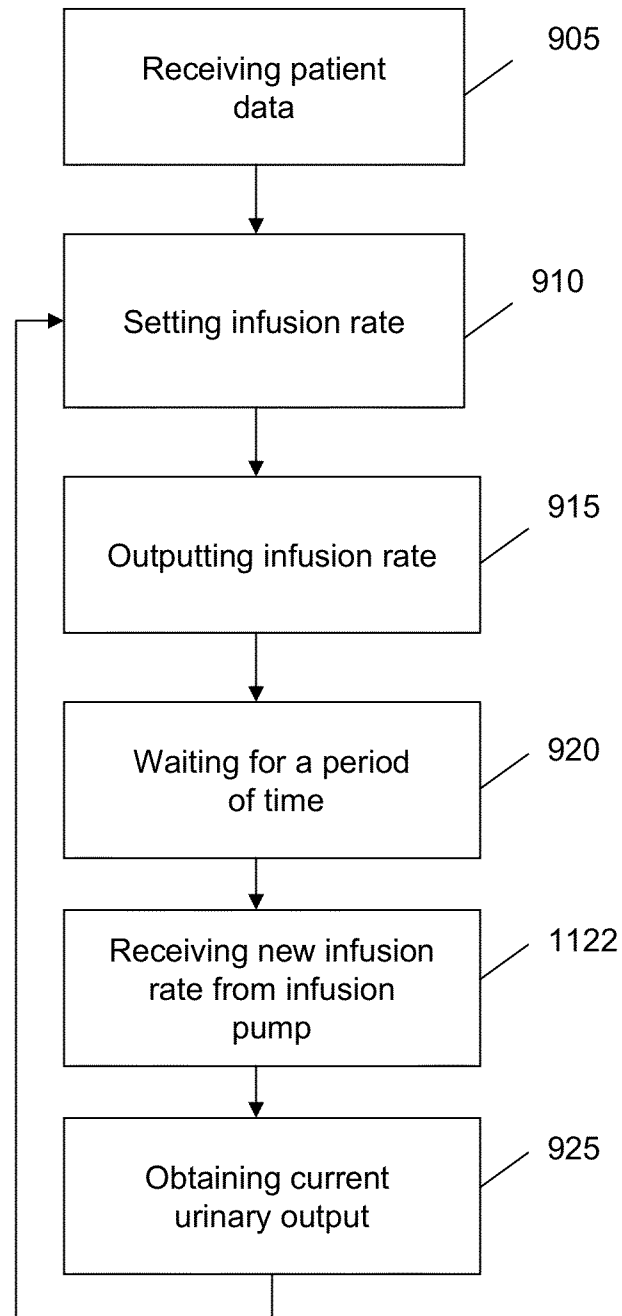 Receiving patient
data
905
Setting infusion rate
910
Outputting infusion rate
915
Waiting for a period
of time
920
Receiving new infusion
rate from infusion
pump
1122
Obtaining current
urinary output
925